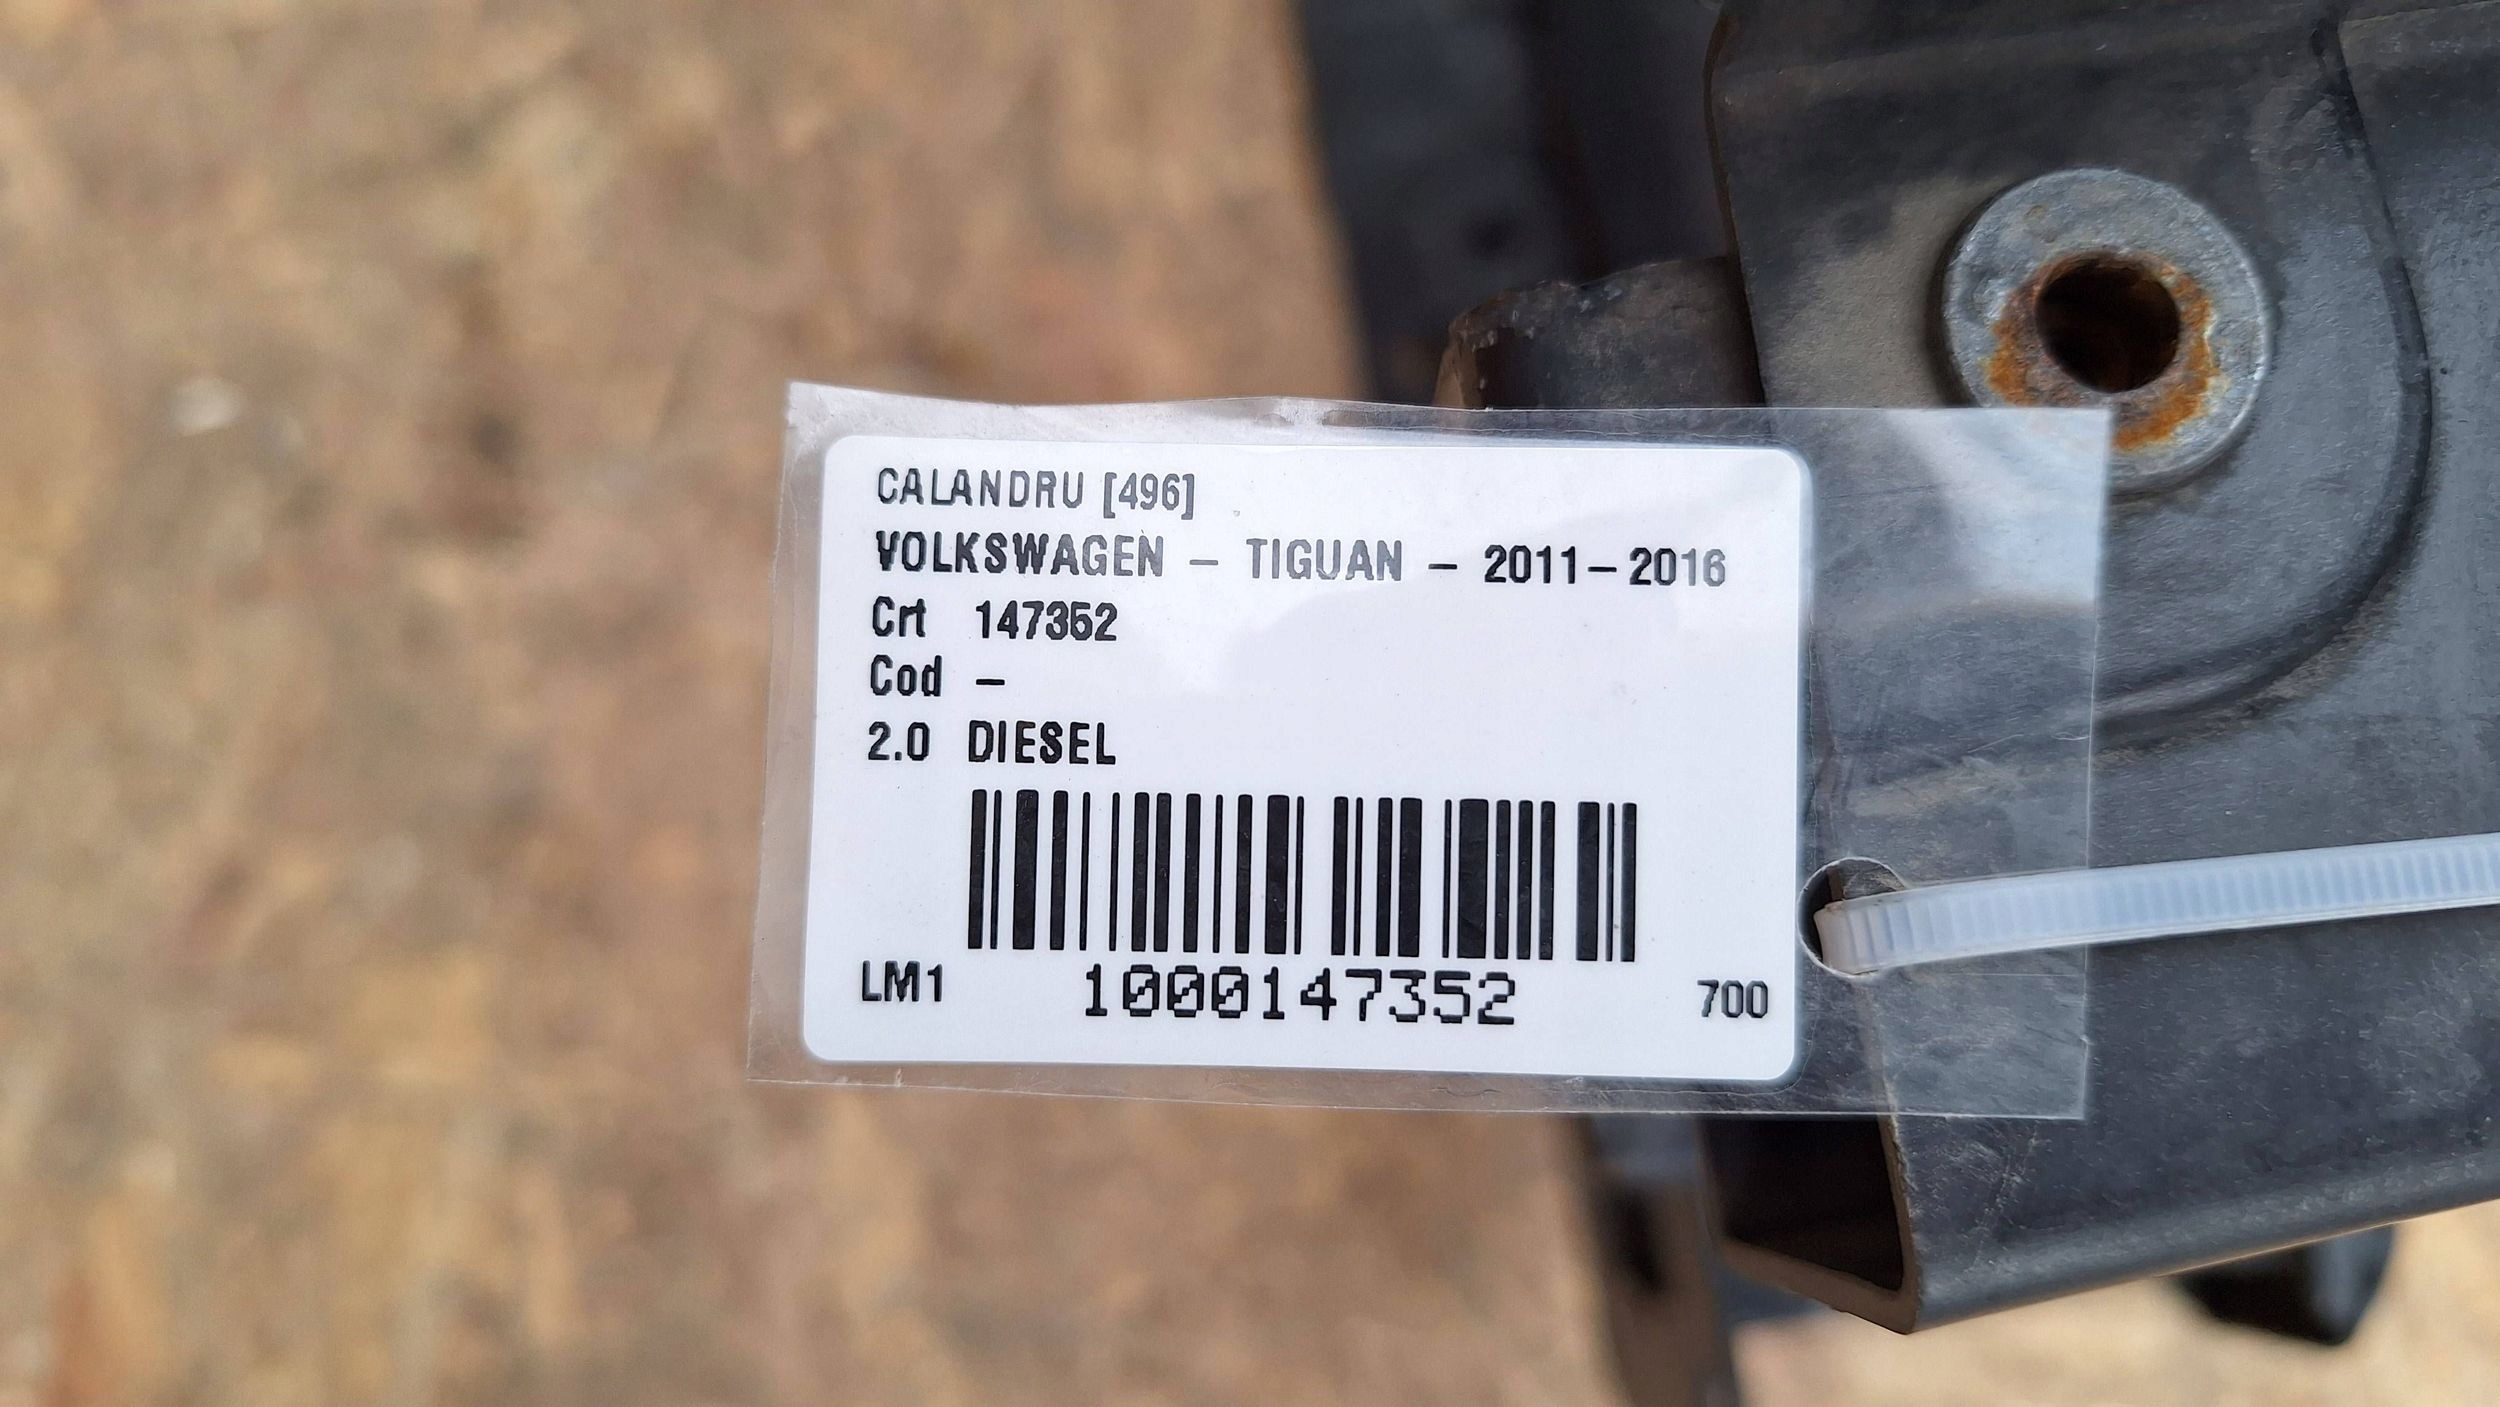 CALANDRU [496]
VOLKSWAGEN – TIGUAN – 2011–2016
Crt 147352
Cod –
2.0 DIESEL
LM1 1000147352 700